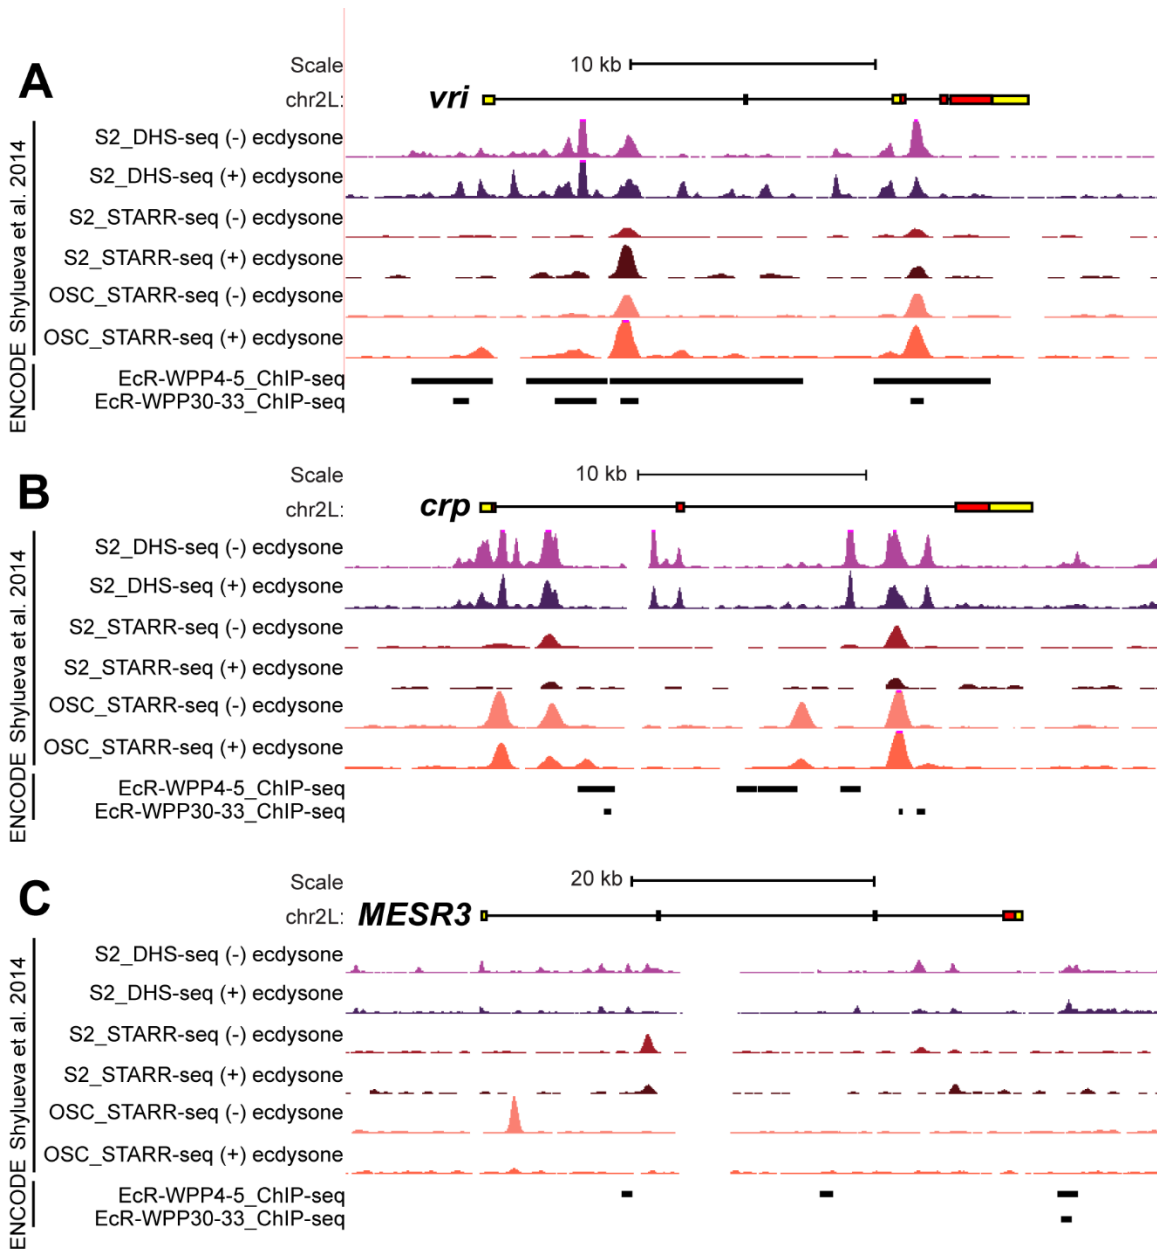 A
Scale
10 kb
chr2L:
vri
ENCODE Shylueva et al. 2014
S2_DHS-seq (-) ecdysone
S2_DHS-seq (+) ecdysone
S2_STARR-seq (-) ecdysone
S2_STARR-seq (+) ecdysone
OSC_STARR-seq (-) ecdysone
OSC_STARR-seq (+) ecdysone
EcR-WPP4-5_ChIP-seq
EcR-WPP30-33_ChIP-seq
B
Scale
10 kb
chr2L:
crp
ENCODE Shylueva et al. 2014
S2_DHS-seq (-) ecdysone
S2_DHS-seq (+) ecdysone
S2_STARR-seq (-) ecdysone
S2_STARR-seq (+) ecdysone
OSC_STARR-seq (-) ecdysone
OSC_STARR-seq (+) ecdysone
EcR-WPP4-5_ChIP-seq
EcR-WPP30-33_ChIP-seq
C
Scale
20 kb
chr2L:
MESR3
ENCODE Shylueva et al. 2014
S2_DHS-seq (-) ecdysone
S2_DHS-seq (+) ecdysone
S2_STARR-seq (-) ecdysone
S2_STARR-seq (+) ecdysone
OSC_STARR-seq (-) ecdysone
OSC_STARR-seq (+) ecdysone
EcR-WPP4-5_ChIP-seq
EcR-WPP30-33_ChIP-seq